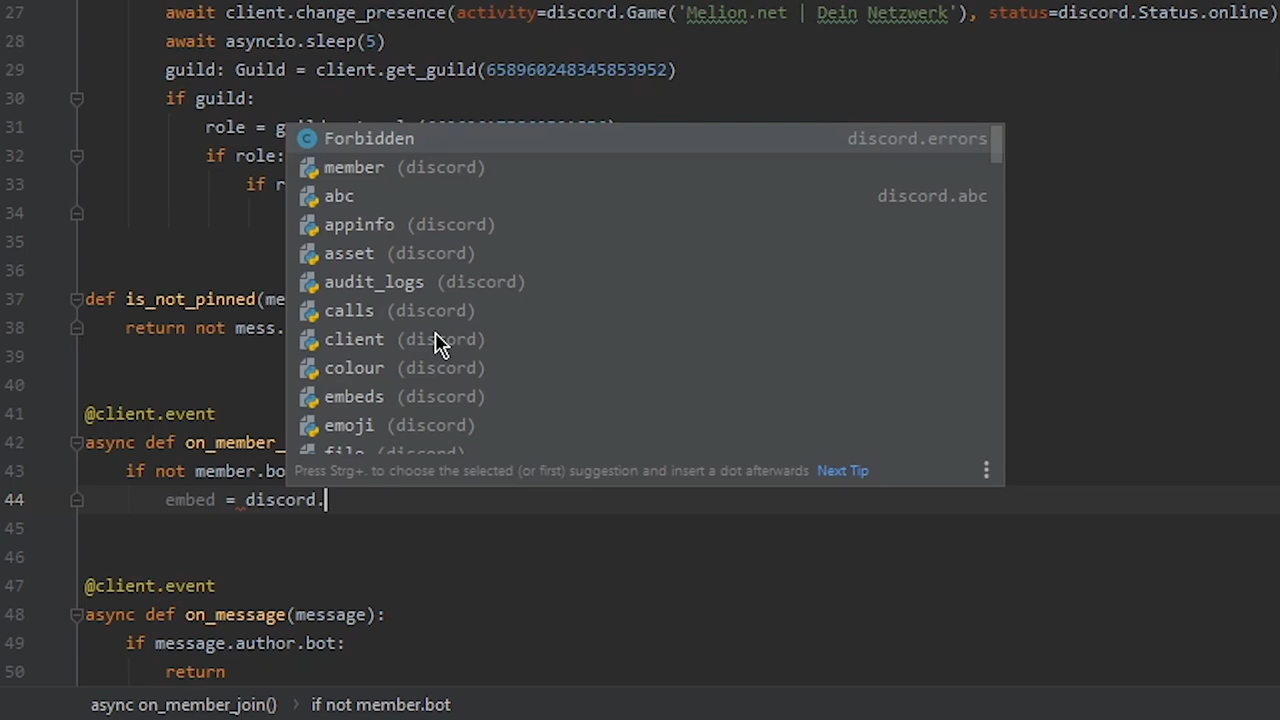 27 await client.change_presence(activity=discord.Game('Melion.net | Dein Netzwerk'), status=discord.Status.online)
28 await asyncio.sleep(5)
29 guild: Guild = client.get_guild(658960248345853952)
30 if guild:
31 role = g
32 if role:
33 if r
34
35
36
37 def is_not_pinned(me
38 return not mess.
39
40
41 @client.event
42 async def on_member_
43 if not member.bo
44 embed = discord.
45
46
47 @client.event
48 async def on_message(message):
49 if message.author.bot:
50 return
Forbidden discord.errors
member (discord)
abc discord.abc
appinfo (discord)
asset (discord)
audit_logs (discord)
calls (discord)
client (discord)
colour (discord)
embeds (discord)
emoji (discord)
file (discord)
Press Strg+. to choose the selected (or first) suggestion and insert a dot afterwards Next Tip
async on_member_join() › if not member.bot